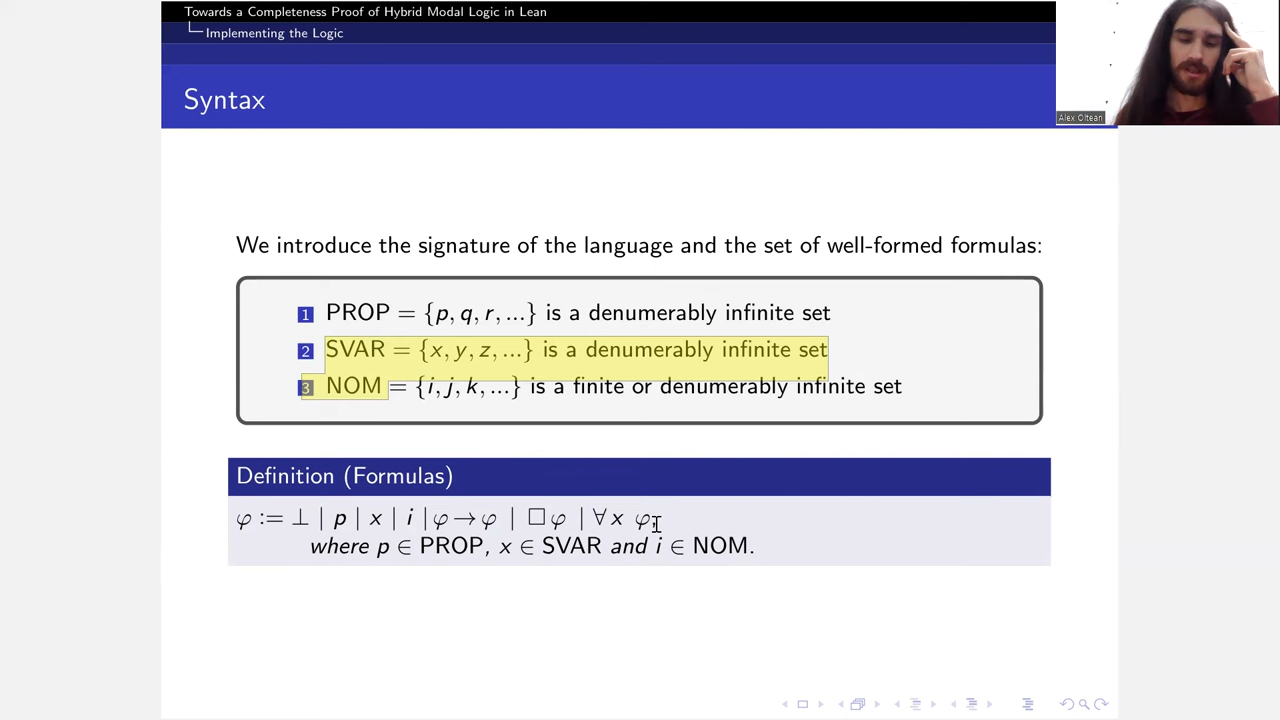 Towards a Completeness Proof of Hybrid Modal Logic in Lean
Implementing the Logic
Syntax
Alex Oltean
We introduce the signature of the language and the set of well-formed formulas:
1 PROP = {p, q, r, ...} is a denumerably infinite set
2 SVAR = {x, y, z, ...} is a denumerably infinite set
3 NOM = {i, j, k, ...} is a finite or denumerably infinite set
Definition (Formulas)
φ := ⊥ | p | x | i | φ → φ | □ φ | ∀ x φ,
where p ∈ PROP, x ∈ SVAR and i ∈ NOM.